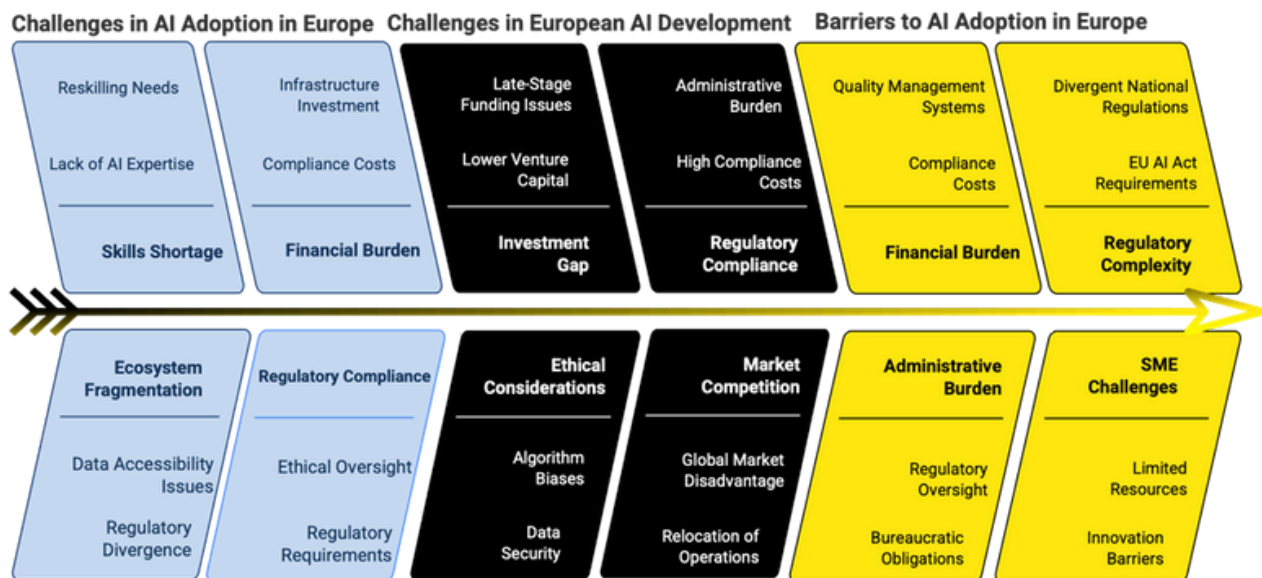 Challenges in AI Adoption in Europe
Challenges in European AI Development
Barriers to AI Adoption in Europe
Reskilling Needs
Lack of AI Expertise
Skills Shortage
Infrastructure
Investment
Compliance Costs
Financial Burden
Late-Stage
Funding Issues
Lower Venture
Capital
Investment
Gap
Administrative
Burden
High Compliance
Costs
Regulatory
Compliance
Quality Management
Systems
Compliance
Costs
Financial Burden
Divergent National
Regulations
EU AI Act
Requirements
Regulatory
Complexity
Ecosystem
Fragmentation
Data Accessibility
Issues
Regulatory
Divergence
Regulatory Compliance
Ethical Oversight
Regulatory
Requirements
Ethical
Considerations
Algorithm
Biases
Data
Security
Market
Competition
Global Market
Disadvantage
Relocation of
Operations
Administrative
Burden
Regulatory
Oversight
Bureaucratic
Obligations
SME
Challenges
Limited
Resources
Innovation
Barriers